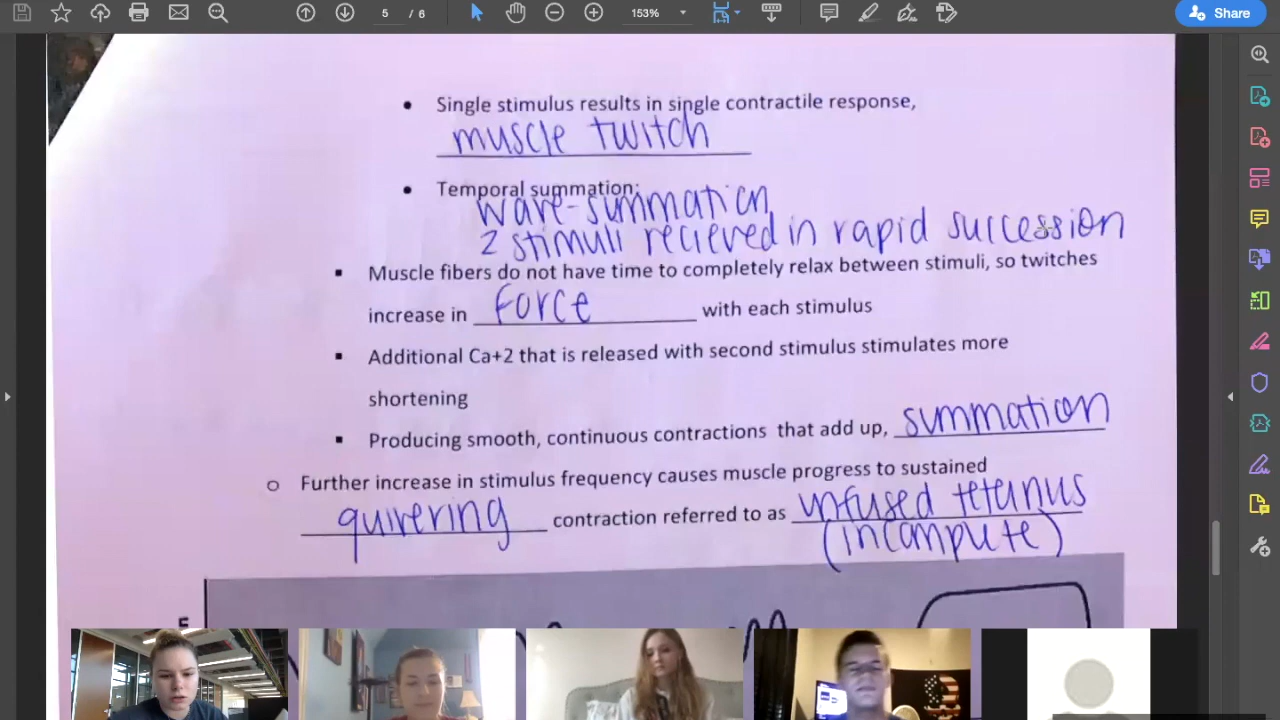 5 / 6
153%
Share
• Single stimulus results in single contractile response,
muscle twitch
• Temporal summation:
wave-summation
2 stimuli recieved in rapid succession
▪ Muscle fibers do not have time to completely relax between stimuli, so twitches
increase in force with each stimulus
▪ Additional Ca+2 that is released with second stimulus stimulates more
shortening
▪ Producing smooth, continuous contractions that add up, summation
o Further increase in stimulus frequency causes muscle progress to sustained
quivering contraction referred to as unfused tetanus
(incomplete)